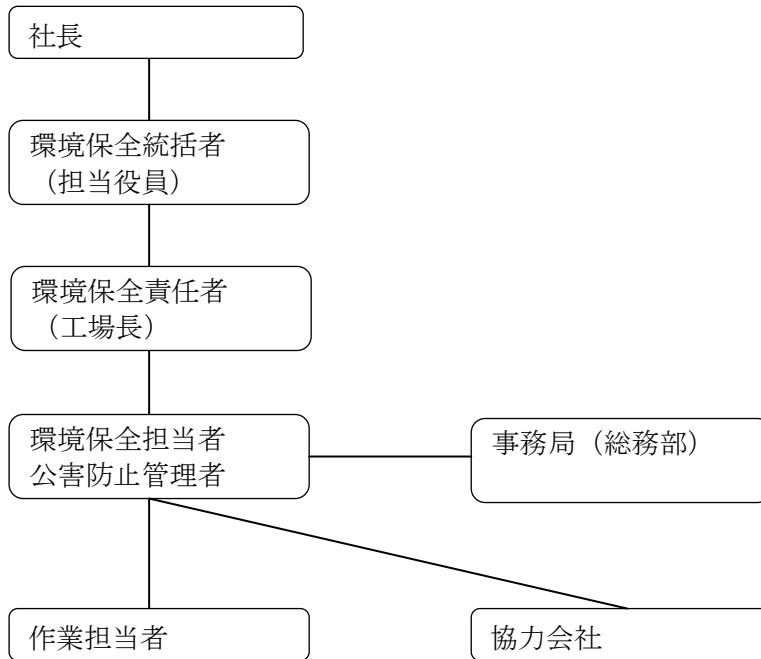 社長
環境保全統括者
（担当役員）
環境保全責任者
（工場長）
環境保全担当者
公害防止管理者
事務局（総務部）
作業担当者
協力会社